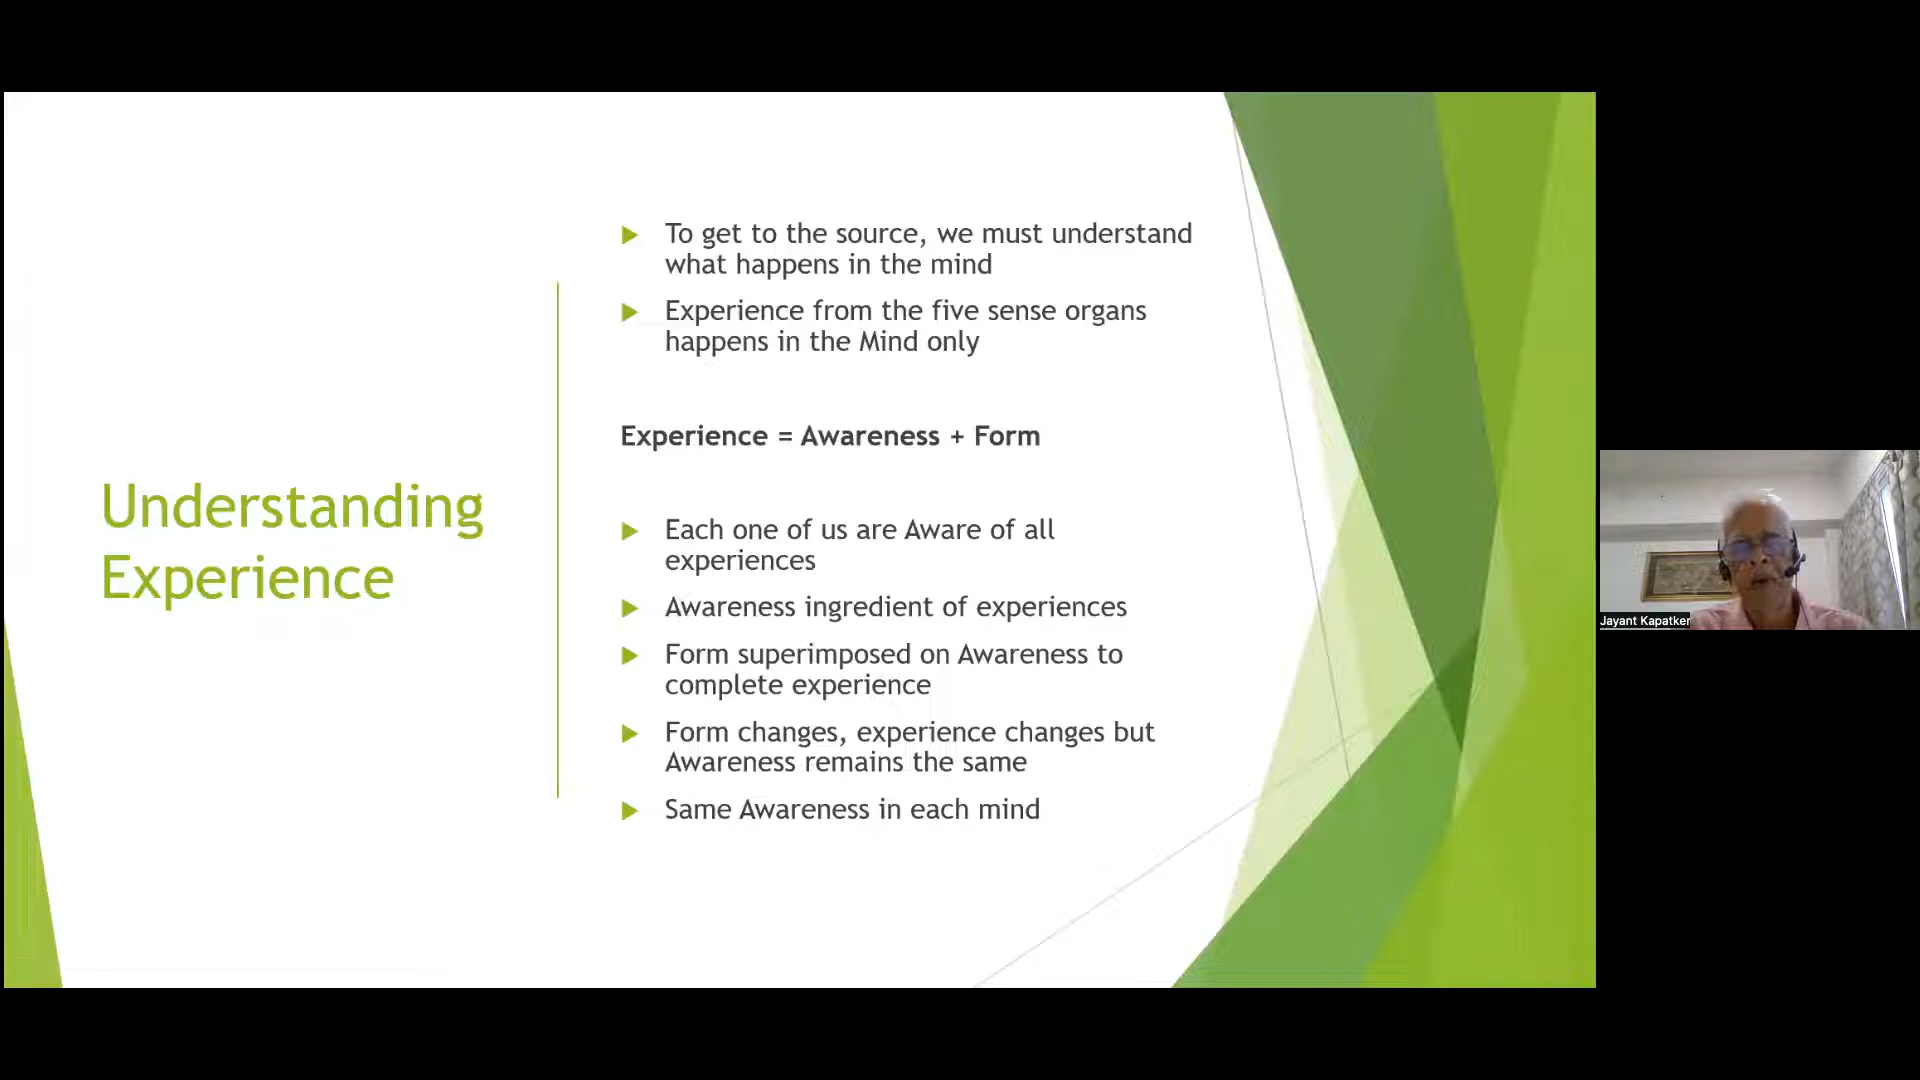 Understanding
Experience
To get to the source, we must understand
what happens in the mind
Experience from the five sense organs
happens in the Mind only
Experience = Awareness + Form
Each one of us are Aware of all
experiences
Awareness ingredient of experiences
Form superimposed on Awareness to
complete experience
Form changes, experience changes but
Awareness remains the same
Same Awareness in each mind
Jayant Kapatker